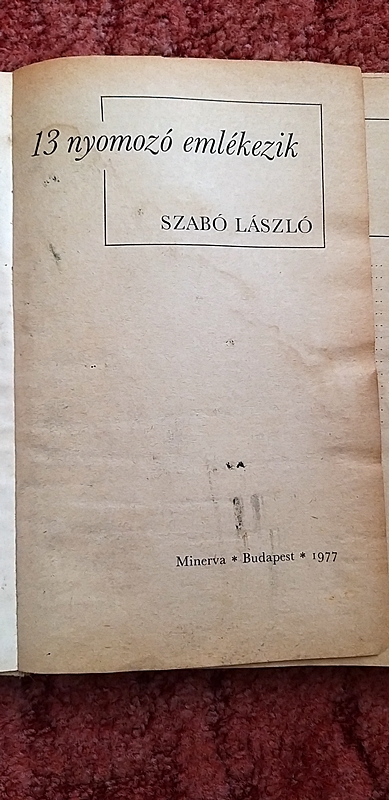 13 nyomozó emlékezik
SZABÓ LÁSZLÓ
Minerva * Budapest * 1977